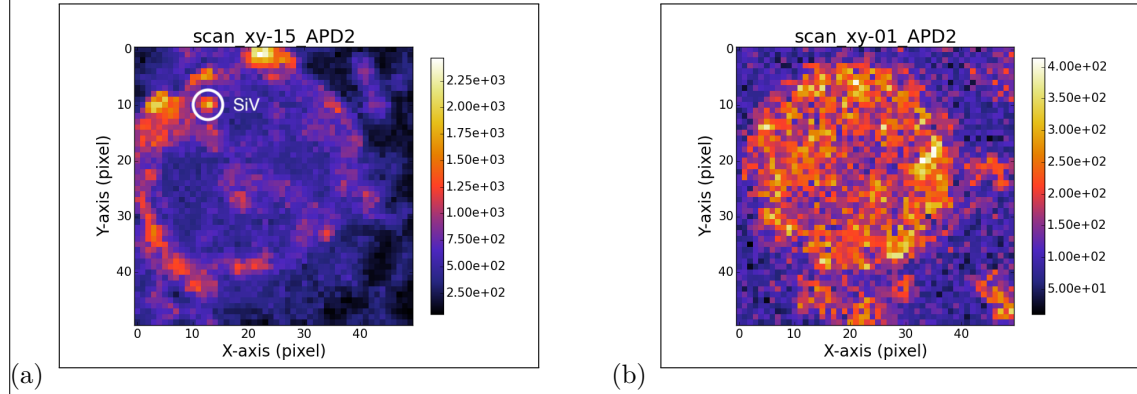 scan_xy-15_APD2
0
10
20
30
40
Y-axis (pixel)
SiV
0 10 20 30 40
X-axis (pixel)
2.25e+03
2.00e+03
1.75e+03
1.50e+03
1.25e+03
1.00e+03
7.50e+02
5.00e+02
2.50e+02
(a)
scan_xy-01_APD2
0
10
20
30
40
Y-axis (pixel)
0 10 20 30 40
X-axis (pixel)
4.00e+02
3.50e+02
3.00e+02
2.50e+02
2.00e+02
1.50e+02
1.00e+02
5.00e+01
(b)